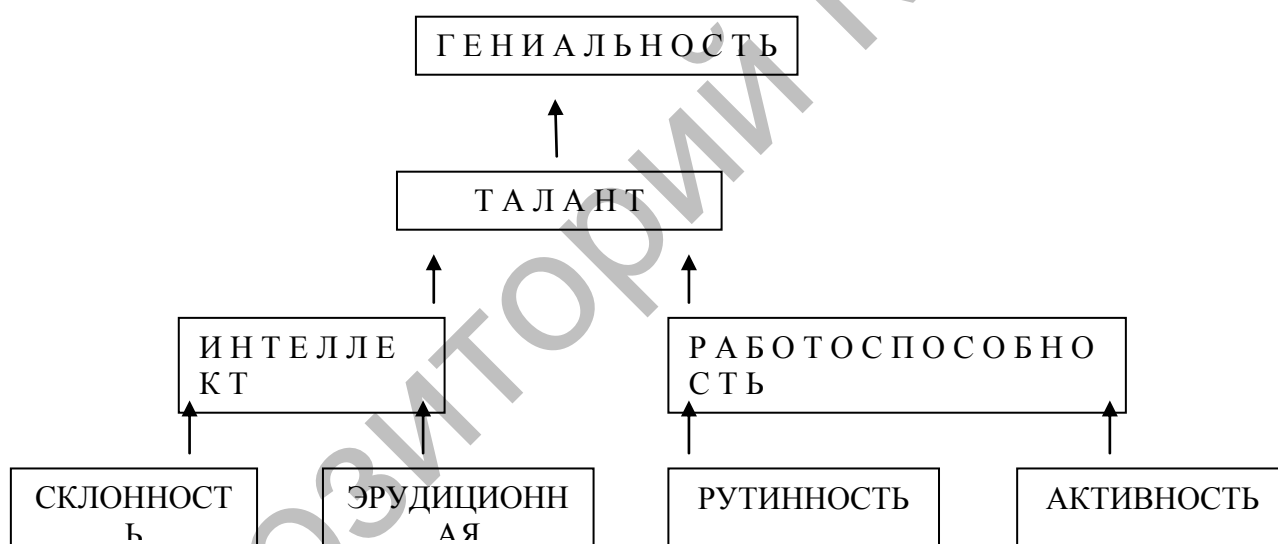 Г Е Н И А Л Ь Н О С Т Ь
Т А Л А Н Т
И Н Т Е Л Л Е
К Т
Р А Б О Т О С П О С О Б Н О
С Т Ь
СКЛОННОСТ
Ь
ЭРУДИЦИОНН
АЯ
РУТИННОСТЬ
АКТИВНОСТЬ